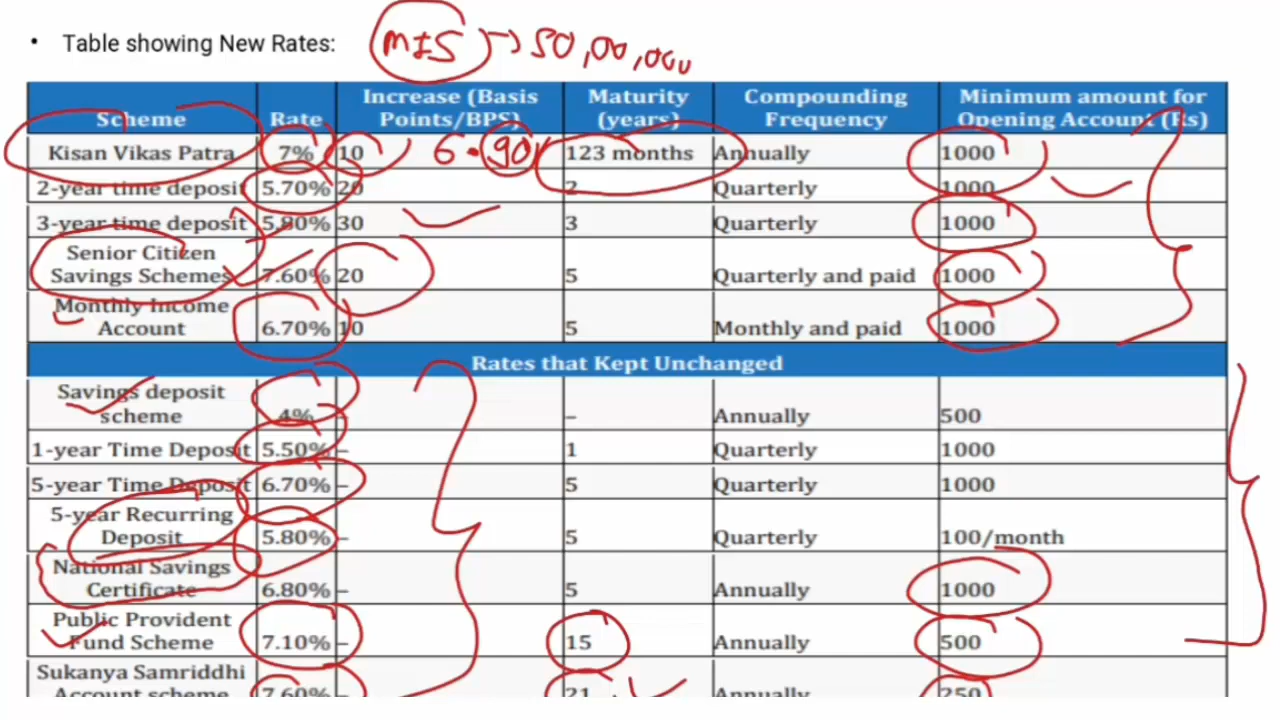 • Table showing New Rates: MIS → 50,00,000
Scheme Rate Increase (Basis Points/BPS) Maturity (years) Compounding Frequency Minimum amount for Opening Account (Rs)
Kisan Vikas Patra 7% 10 6.90 123 months Annually 1000
2-year time deposit 5.70% 20 2 Quarterly 1000
3-year time deposit 5.80% 30 3 Quarterly 1000
Senior Citizen
Savings Schemes 7.60% 20 5 Quarterly and paid 1000
Monthly Income
Account 6.70% 10 5 Monthly and paid 1000
Rates that Kept Unchanged
Savings deposit
scheme 4% – – Annually 500
1-year Time Deposit 5.50% – 1 Quarterly 1000
5-year Time Deposit 6.70% – 5 Quarterly 1000
5-year Recurring
Deposit 5.80% – 5 Quarterly 100/month
National Savings
Certificate 6.80% – 5 Annually 1000
Public Provident
Fund Scheme 7.10% – 15 Annually 500
Sukanya Samriddhi
Account scheme 7.60% – 21 Annually 250